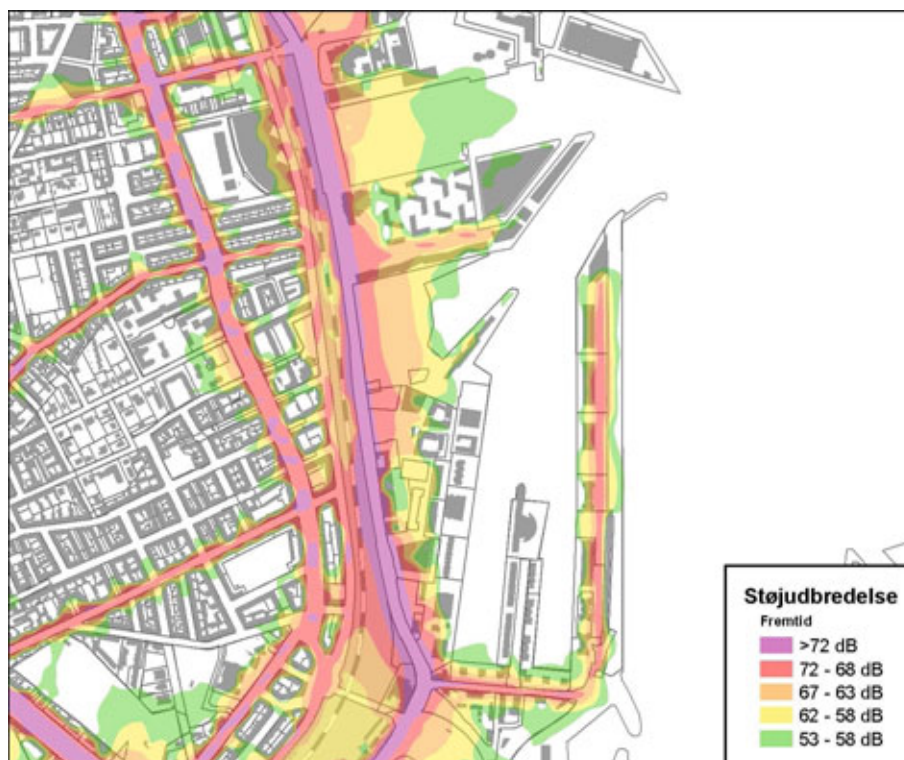 Støjudbredelse
Fremtid
>72 dB
72 - 68 dB
67 - 63 dB
62 - 58 dB
53 - 58 dB